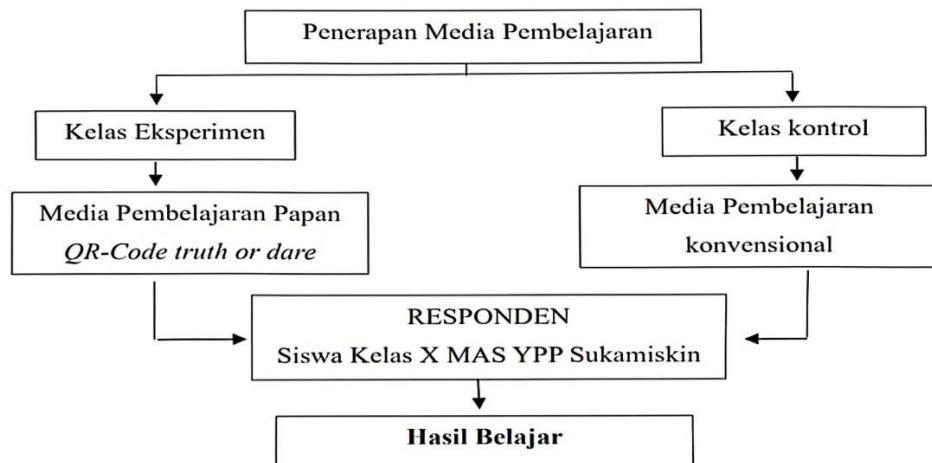 Penerapan Media Pembelajaran
Kelas Eksperimen
Kelas kontrol
Media Pembelajaran Papan
QR-Code truth or dare
Media Pembelajaran
konvensional
RESPONDEN
Siswa Kelas X MAS YPP Sukamiskin
Hasil Belajar